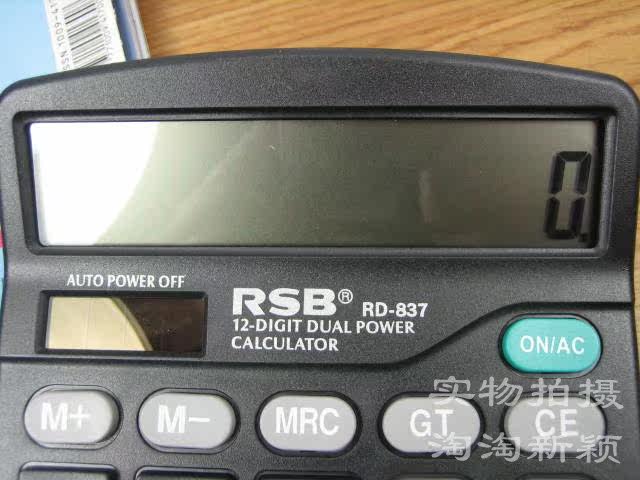 0.
AUTO POWER OFF
RSB® RD-837
12-DIGIT DUAL POWER
CALCULATOR
ON/AC
M+ M− MRC GT CE
实物拍摄
淘淘新颖